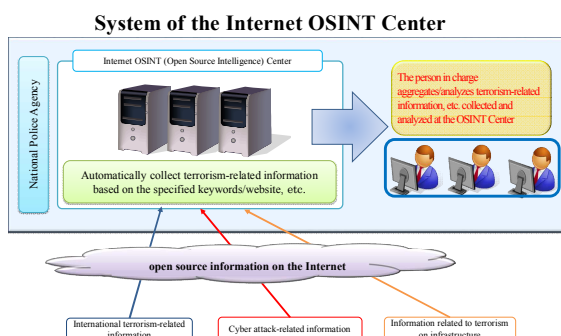 System of the Internet OSINT Center
Internet OSINT (Open Source Intelligence) Center
National Police Agency
The person in charge
aggregates/analyzes terrorism-related
information, etc. collected and
analyzed at the OSINT Center
Automatically collect terrorism-related information
based on the specified keywords/website, etc.
open source information on the Internet
International terrorism-related
information
Cyber attack-related information
Information related to terrorism
on infrastructure